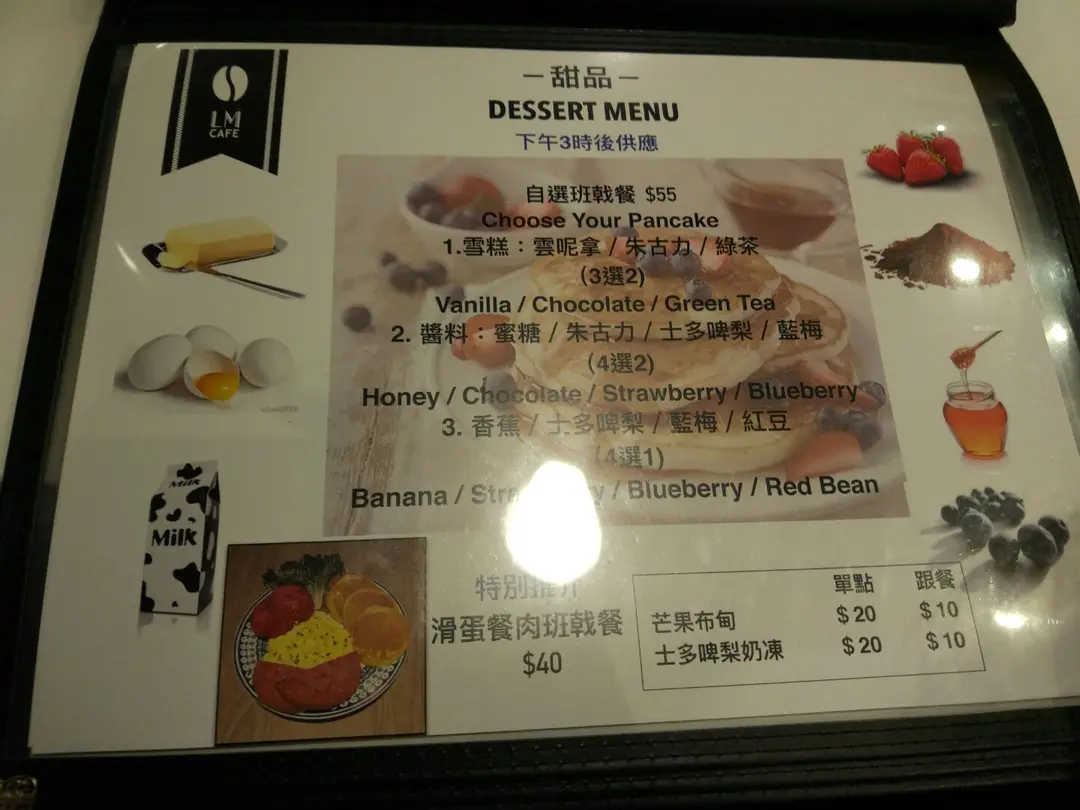 LM
CAFE
－甜品－
DESSERT MENU
下午3時後供應
自選班戟餐 $55
Choose Your Pancake
1.雪糕：雲呢拿 / 朱古力 / 綠茶
(3選2)
Vanilla / Chocolate / Green Tea
2. 醬料：蜜糖 / 朱古力 / 士多啤梨 / 藍梅
(4選2)
Honey / Chocolate / Strawberry / Blueberry
3. 香蕉 / 士多啤梨 / 藍梅 / 紅豆
(4選1)
Banana / / Blueberry / Red Bean
Milk
Milk
特別推介
滑蛋餐肉班戟餐
$40
單點 跟餐
芒果布甸 $20 $10
士多啤梨奶凍 $20 $10